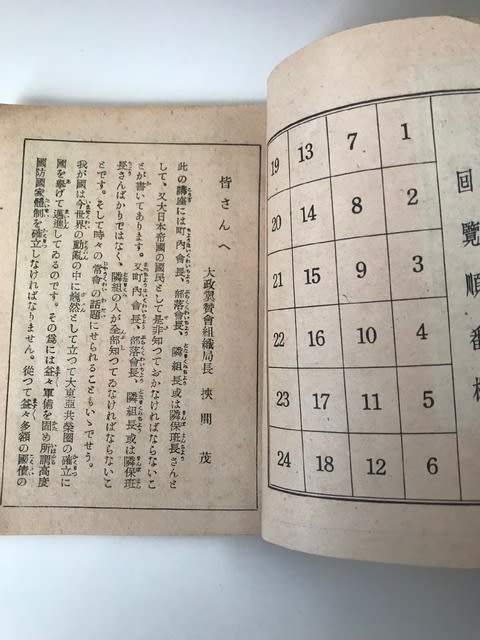 回覽順番
1
2
3
4
5
6
7
8
9
10
11
12
13
14
15
16
17
18
19
20
21
22
23
24
皆さんへ
大政翼贊會組織局長 挾間茂
此の講座には町內會長、部落會長、隣組長或は隣保班長さんと
して、又大日本帝國の國民として是非知つておかなければならないこ
とが書いてあります。又町內會長、部落會長、隣組長或は隣保班
長さんばかりではなく、隣組の人が全部知つてゐなければならないこ
とです。そして時々の常會の話題にせられることもいゝでせう。
我が國は今世界の動亂の中に巍然として立つて大東亞共榮圈の確立に
國を擧げて邁進してゐるのです。その爲には益々軍備を固め所謂高度
國防國家體制を確立しなければなりません。從つて益々多額の國債の